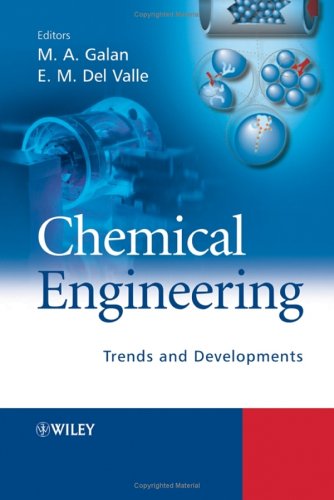 Editors
M. A. Galan
E. M. Del Valle
Chemical
Engineering
Trends and Developments
WILEY